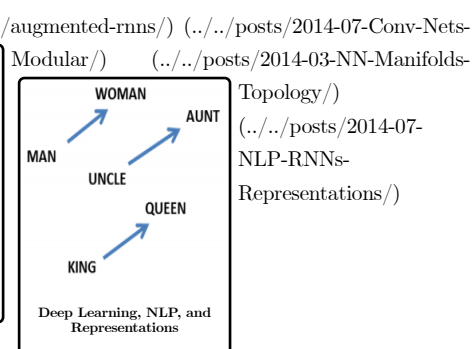 /augmented-rnns/) (../../posts/2014-07-Conv-Nets-
Modular/) (../../posts/2014-03-NN-Manifolds-
Topology/)
(../../posts/2014-07-
NLP-RNNs-
Representations/)
WOMAN
AUNT
MAN
UNCLE
QUEEN
KING
Deep Learning, NLP, and
Representations